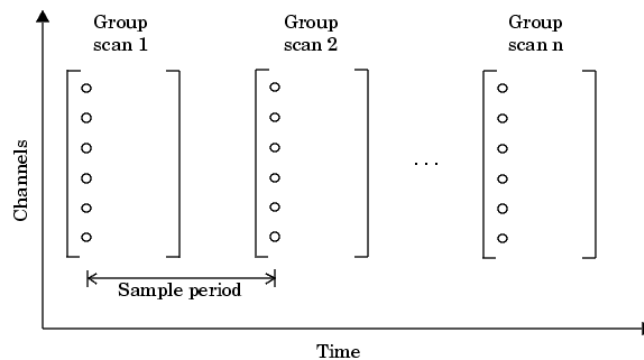 Group
scan 1
Group
scan 2
Group
scan n
. . .
Channels
Sample period
Time